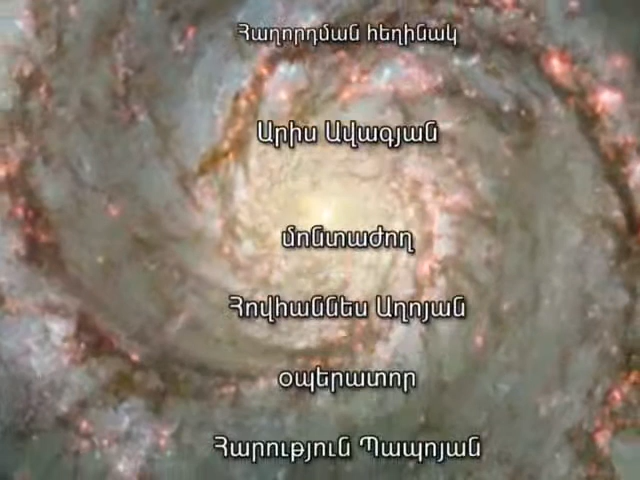 Հաղորդման հեղինակ
Արիս Ավագյան
մոնտաժող
Հովհաննես Աղոյան
օպերատոր
Հարություն Պապոյան